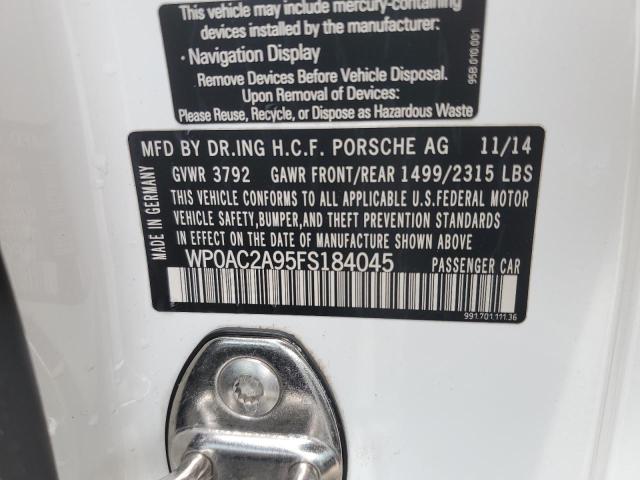 This vehicle may include mercury-containing
devices installed by the manufacturer:
• Navigation Display
Remove Devices Before Vehicle Disposal.
Upon Removal of Devices:
Please Reuse, Recycle, or Dispose as Hazardous Waste
95B 010 001
MFD BY DR.ING H.C.F. PORSCHE AG 11/14
GVWR 3792 GAWR FRONT/REAR 1499/2315 LBS
THIS VEHICLE CONFORMS TO ALL APPLICABLE U.S.FEDERAL MOTOR
VEHICLE SAFETY,BUMPER,AND THEFT PREVENTION STANDARDS
IN EFFECT ON THE DATE OF MANUFACTURE SHOWN ABOVE.
WP0AC2A95FS184045 PASSENGER CAR
MADE IN GERMANY
991.701.111.36